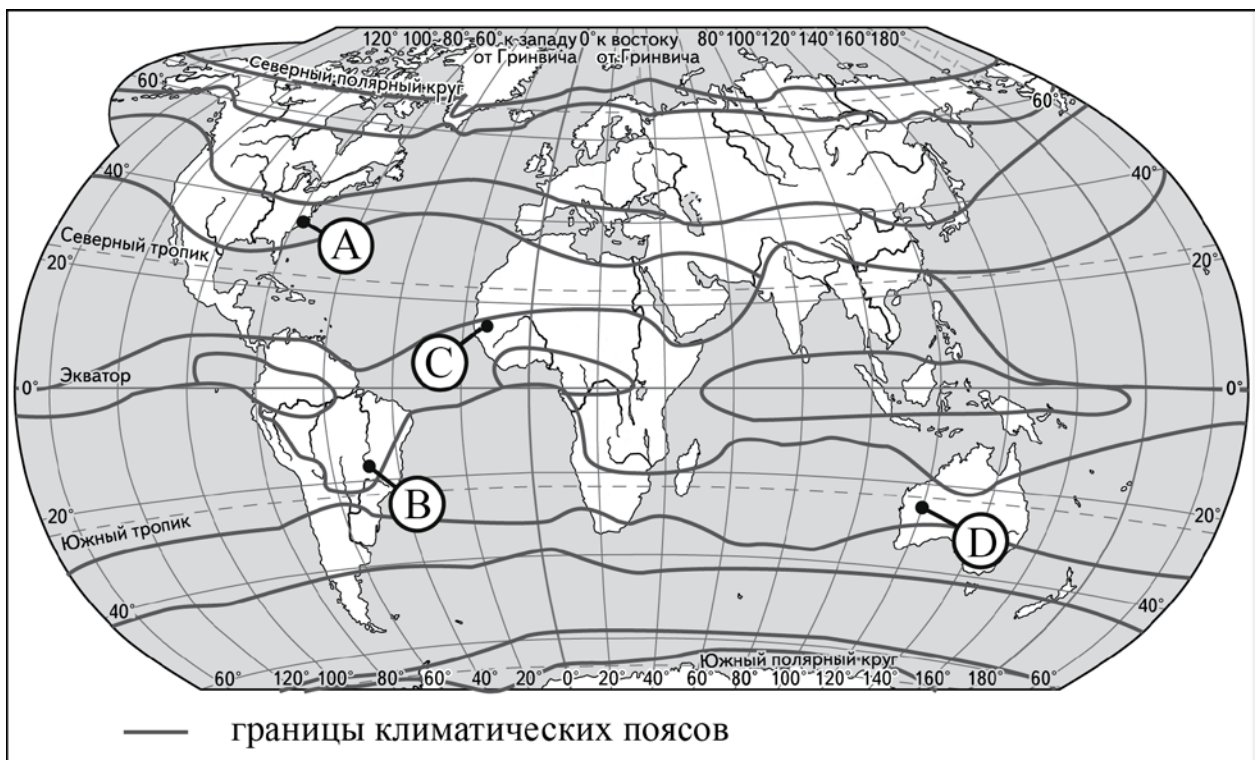 120° 100° 80° 60° к западу 0° к востоку 80° 100° 120° 140° 160° 180°
от Гринвича от Гринвича
Северный полярный круг
60° 60°
40° 40°
A
Северный тропик
20° 20°
C
Экватор
0° 0°
B
20° 20°
Южный тропик
D
40° 40°
Южный полярный круг
60° 120° 100° 80° 60° 40° 20° 0° 20° 40° 60° 80° 100° 120° 140° 160° 180° 60°
границы климатических поясов